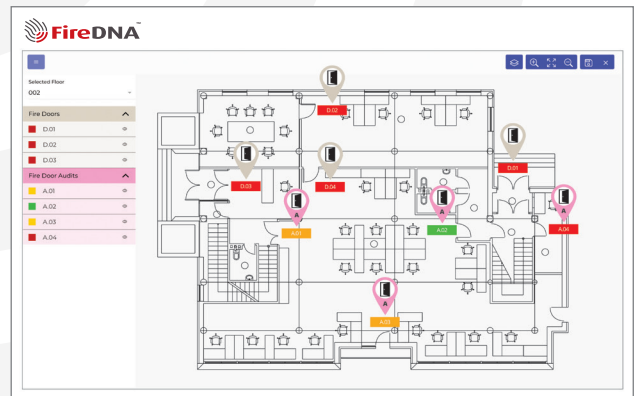 FireDNA™
Selected Floor
002
Fire Doors
D.01
D.02
D.03
Fire Door Audits
A.01
A.02
A.03
A.04
D.02
D.01
D.03
D.04
A
A.01
A
A.02
A
A.04
A
A.03